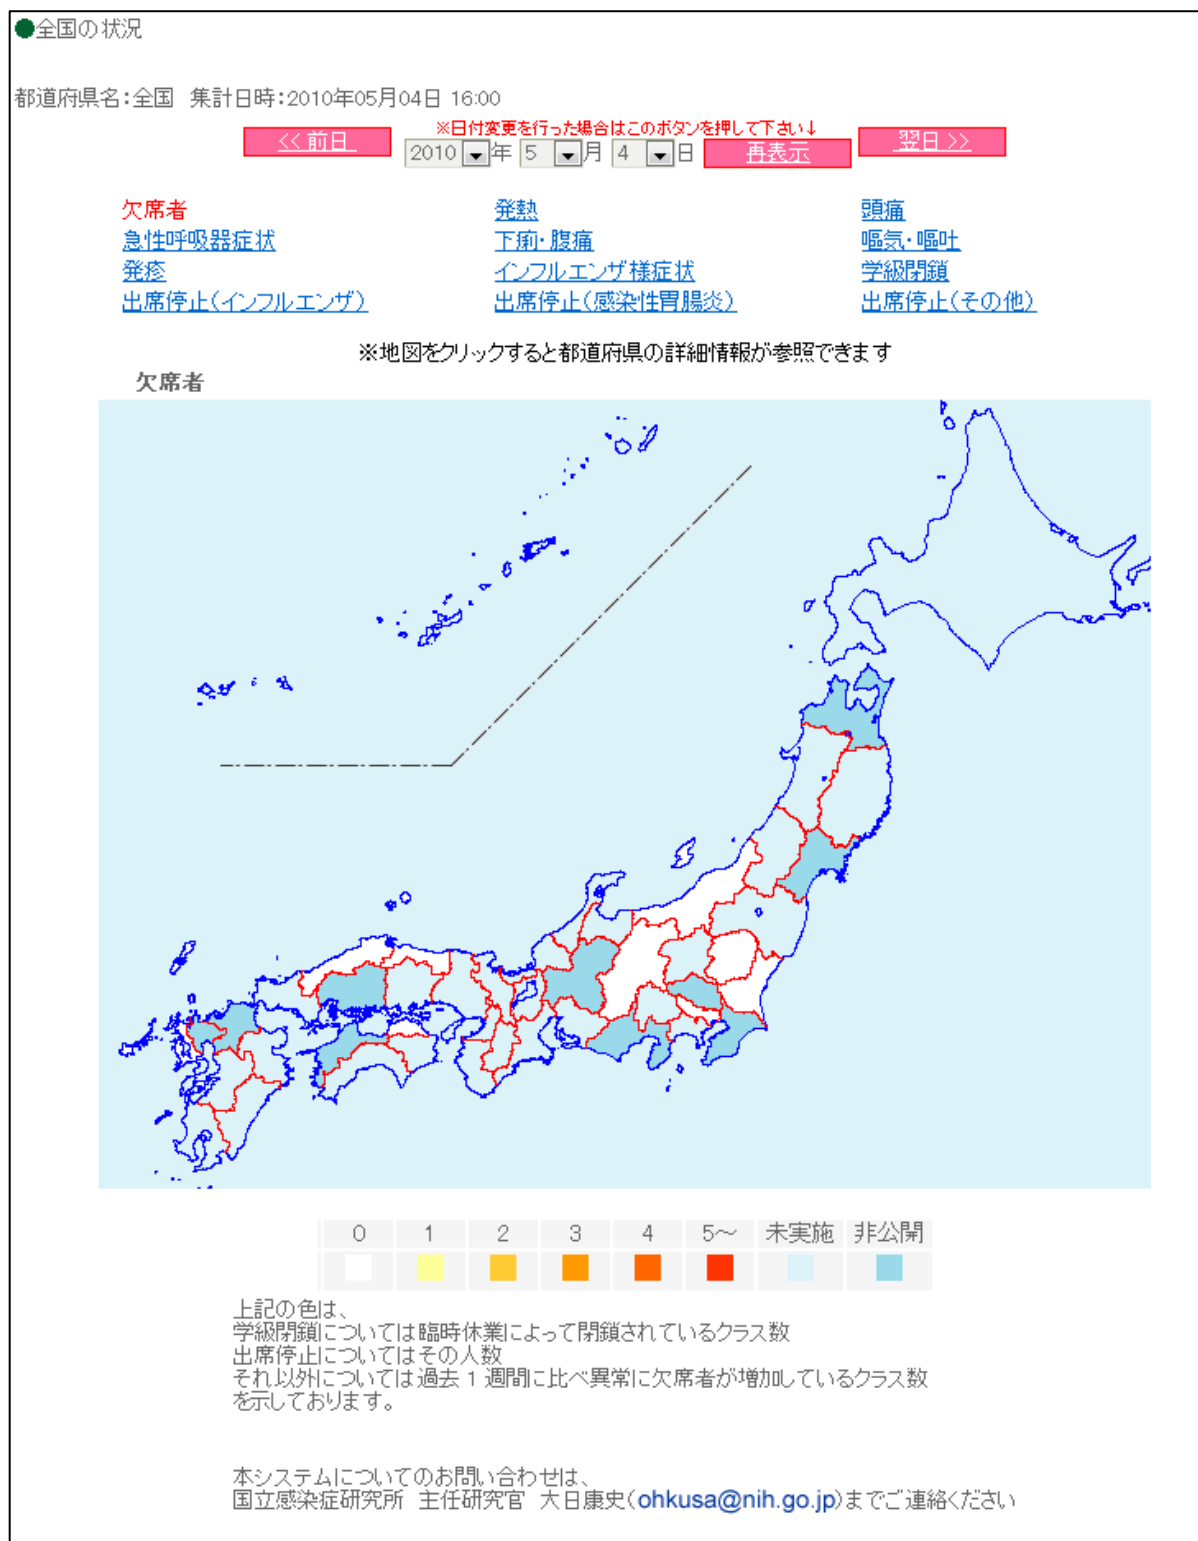 ●全国の状況
都道府県名：全国 集計日時：2010年05月04日 16:00
※日付変更を行った場合はこのボタンを押して下さい↓
<< 前日 2010 年 5 月 4 日 再表示 翌日 >>
欠席者 発熱 頭痛
急性呼吸器症状 下痢・腹痛 嘔気・嘔吐
発疹 インフルエンザ様症状 学級閉鎖
出席停止（インフルエンザ） 出席停止（感染性胃腸炎） 出席停止（その他）
※地図をクリックすると都道府県の詳細情報が参照できます
欠席者
0 1 2 3 4 5～ 未実施 非公開
上記の色は、
学級閉鎖については臨時休業によって閉鎖されているクラス数
出席停止についてはその人数
それ以外については過去１週間に比べ異常に欠席者が増加しているクラス数
を示しております。
本システムについてのお問い合わせは、
国立感染症研究所 主任研究官 大日康史（ohkusa@nih.go.jp）までご連絡ください